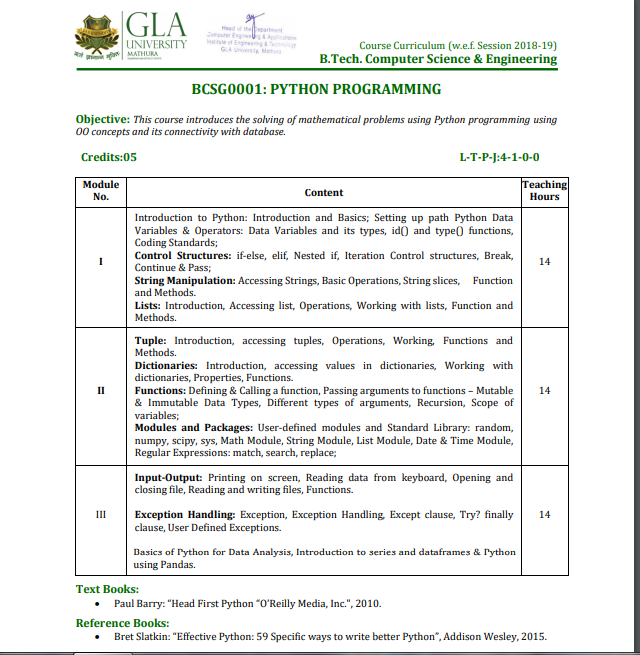 GLA
UNIVERSITY
MATHURA
Head of the Department
Computer Engineering & Applications
Institute of Engineering & Technology
GLA University, Mathura
Course Curriculum (w.e.f. Session 2018-19)
B.Tech. Computer Science & Engineering
BCSG0001: PYTHON PROGRAMMING
Objective: This course introduces the solving of mathematical problems using Python programming using
OO concepts and its connectivity with database.
Credits:05 L-T-P-J:4-1-0-0
Module No. Content Teaching Hours
I
Introduction to Python: Introduction and Basics; Setting up path Python Data
Variables & Operators: Data Variables and its types, id() and type() functions,
Coding Standards;
Control Structures: if-else, elif, Nested if, Iteration Control structures, Break,
Continue & Pass;
String Manipulation: Accessing Strings, Basic Operations, String slices, Function
and Methods.
Lists: Introduction, Accessing list, Operations, Working with lists, Function and
Methods.
14
II
Tuple: Introduction, accessing tuples, Operations, Working, Functions and
Methods.
Dictionaries: Introduction, accessing values in dictionaries, Working with
dictionaries, Properties, Functions.
Functions: Defining & Calling a function, Passing arguments to functions – Mutable
& Immutable Data Types, Different types of arguments, Recursion, Scope of
variables;
Modules and Packages: User-defined modules and Standard Library: random,
numpy, scipy, sys, Math Module, String Module, List Module, Date & Time Module,
Regular Expressions: match, search, replace;
14
III
Input-Output: Printing on screen, Reading data from keyboard, Opening and
closing file, Reading and writing files, Functions.
Exception Handling: Exception, Exception Handling, Except clause, Try? finally
clause, User Defined Exceptions.
Basics of Python for Data Analysis, Introduction to series and dataframes & Python
using Pandas.
14
Text Books:
• Paul Barry: “Head First Python “O’Reilly Media, Inc.", 2010.
Reference Books:
• Bret Slatkin: “Effective Python: 59 Specific ways to write better Python”, Addison Wesley, 2015.